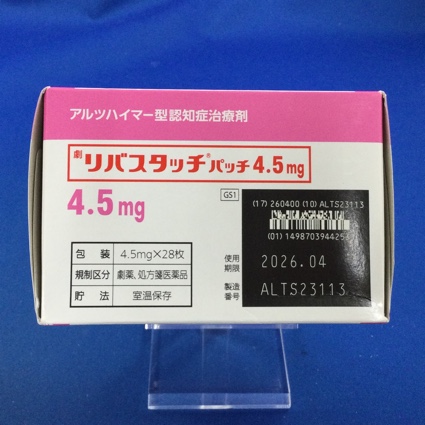 アルツハイマー型認知症治療剤
劇 リバスタッチ®パッチ4.5mg
4.5mg
GS1
(17) 260400 (10) ALTS23113
(01) 1498703944253
包装 4.5mg×28枚
規制区分 劇薬、処方箋医薬品
貯法 室温保存
使用期限 2026.04
製造番号 ALTS23113